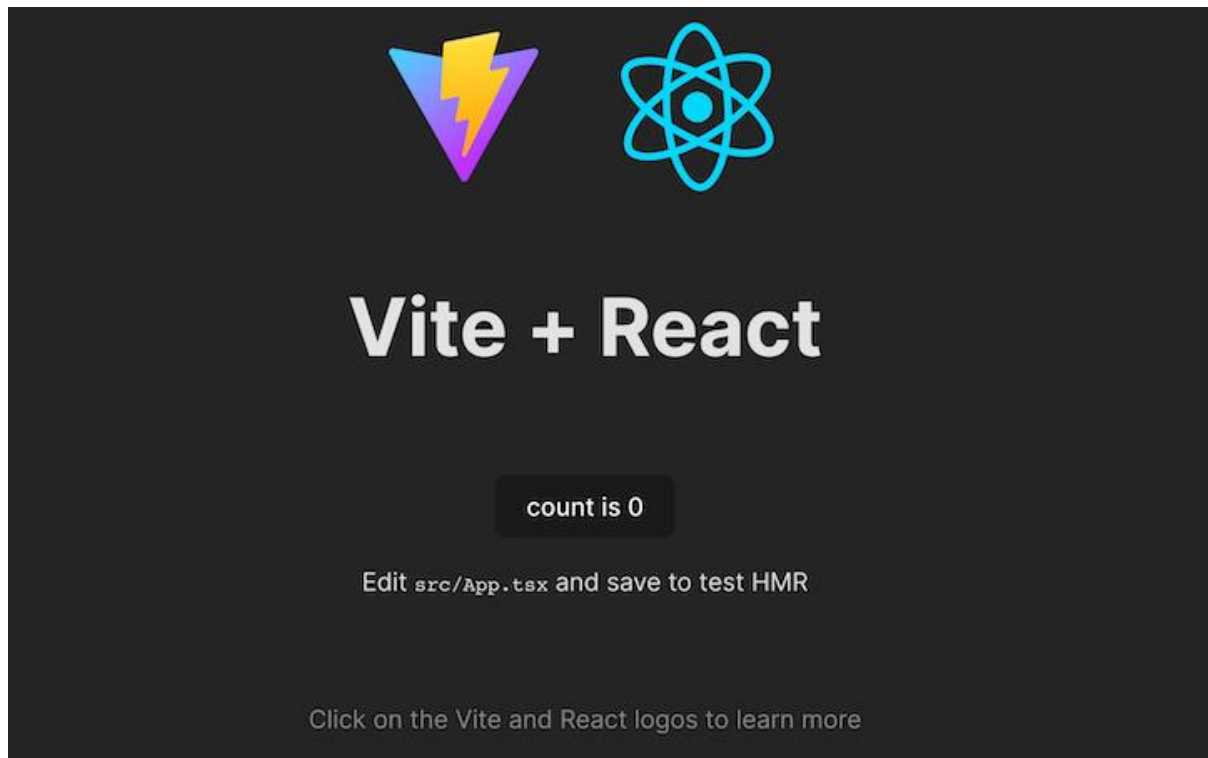 Vite + React
count is 0
Edit src/App.tsx and save to test HMR
Click on the Vite and React logos to learn more